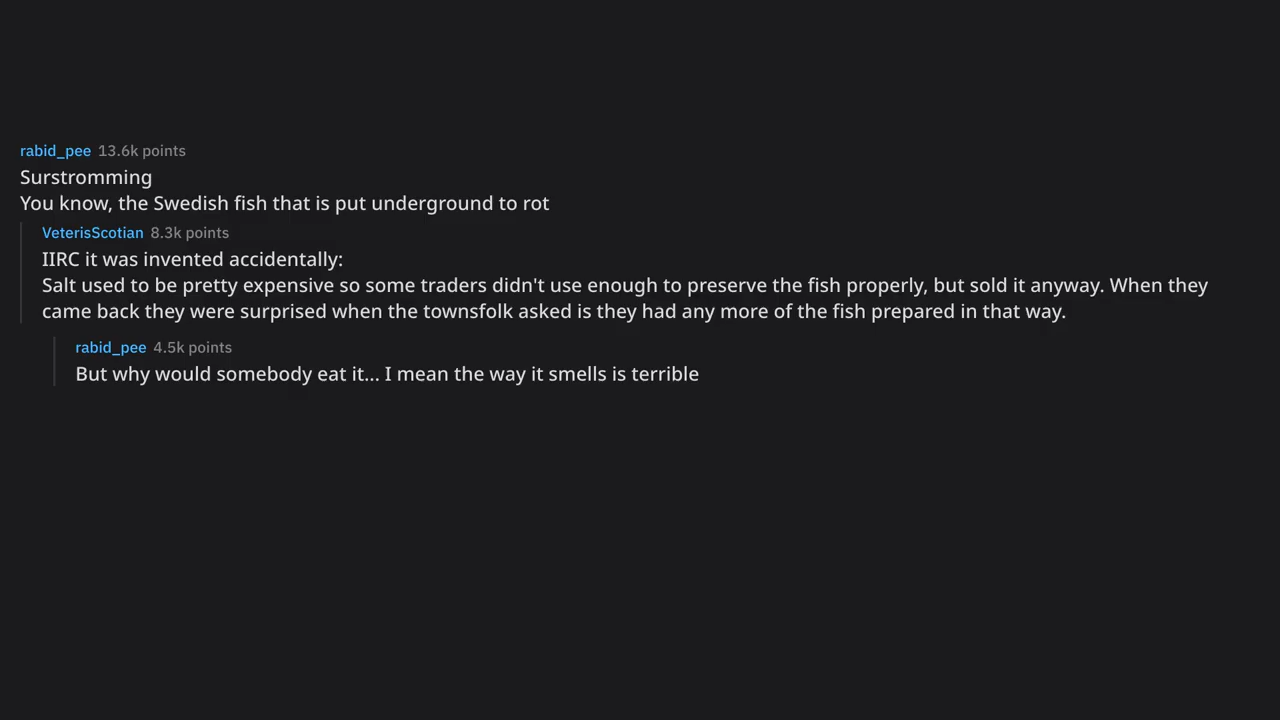 rabid_pee 13.6k points
Surstromming
You know, the Swedish fish that is put underground to rot
VeterisScotian 8.3k points
IIRC it was invented accidentally:
Salt used to be pretty expensive so some traders didn't use enough to preserve the fish properly, but sold it anyway. When they
came back they were surprised when the townsfolk asked is they had any more of the fish prepared in that way.
rabid_pee 4.5k points
But why would somebody eat it... I mean the way it smells is terrible